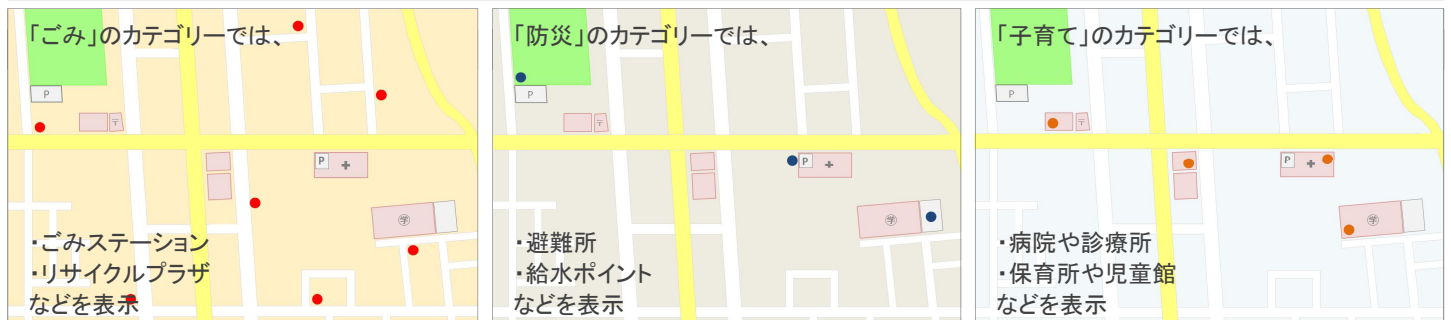 「ごみ」のカテゴリーでは、
P
〒
P
学
・ごみステーション
・リサイクルプラザ
などを表示
「防災」のカテゴリーでは、
P
〒
P
学
・避難所
・給水ポイント
などを表示
「子育て」のカテゴリーでは、
P
〒
P
学
・病院や診療所
・保育所や児童館
などを表示